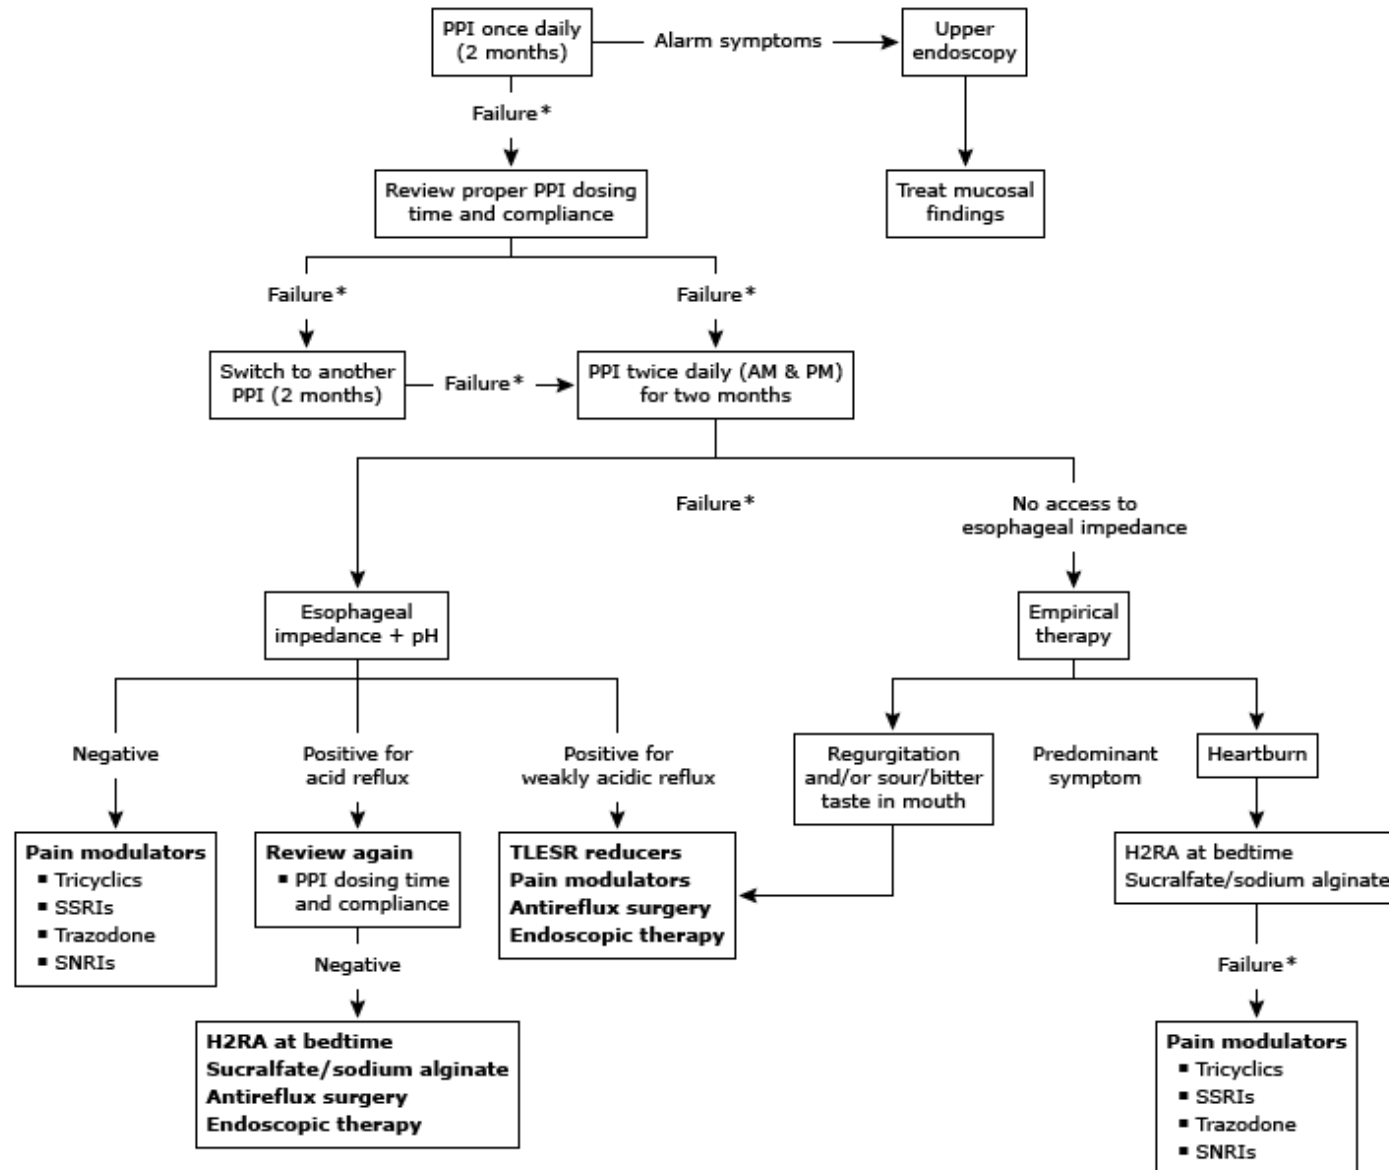 PPI once daily
(2 months)
Alarm symptoms
Upper
endoscopy
Failure*
Review proper PPI dosing
time and compliance
Treat mucosal
findings
Failure*
Failure*
Switch to another
PPI (2 months)
Failure*
PPI twice daily (AM & PM)
for two months
Failure*
No access to
esophageal impedance
Esophageal
impedance + pH
Empirical
therapy
Negative
Positive for
acid reflux
Positive for
weakly acidic reflux
Regurgitation
and/or sour/bitter
taste in mouth
Predominant
symptom
Heartburn
Pain modulators
▪ Tricyclics
▪ SSRIs
▪ Trazodone
▪ SNRIs
Review again
▪ PPI dosing time
and compliance
TLESR reducers
Pain modulators
Antireflux surgery
Endoscopic therapy
H2RA at bedtime
Sucralfate/sodium alginate
Negative
Failure*
H2RA at bedtime
Sucralfate/sodium alginate
Antireflux surgery
Endoscopic therapy
Pain modulators
▪ Tricyclics
▪ SSRIs
▪ Trazodone
▪ SNRIs